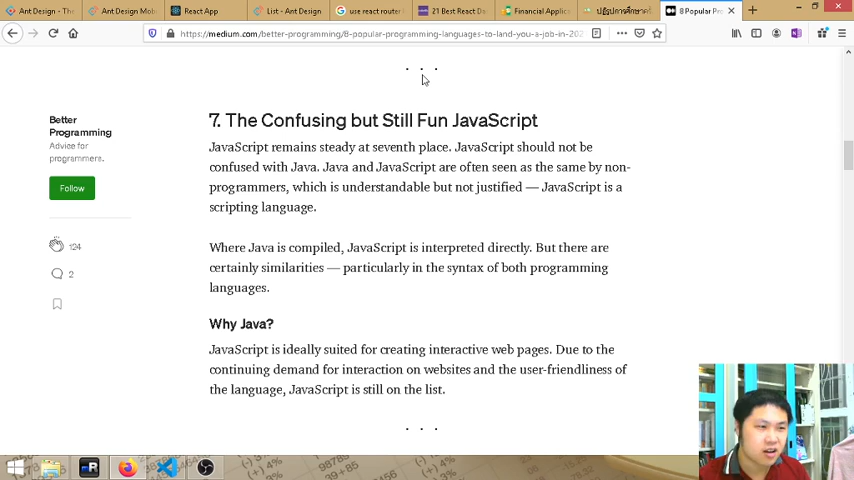 Ant Design - The
Ant Design Mob
React App
List - Ant Design
use react router l
21 Best React De
Financial Applic
ปฏิรูปการศึกษาคร
8 Popular Pro
https://medium.com/better-programming/8-popular-programming-languages-to-land-you-a-job-in-202
7. The Confusing but Still Fun JavaScript
Better
Programming
Advice for
programmers.
Follow
124
2
JavaScript remains steady at seventh place. JavaScript should not be
confused with Java. Java and JavaScript are often seen as the same by non-
programmers, which is understandable but not justified — JavaScript is a
scripting language.
Where Java is compiled, JavaScript is interpreted directly. But there are
certainly similarities — particularly in the syntax of both programming
languages.
Why Java?
JavaScript is ideally suited for creating interactive web pages. Due to the
continuing demand for interaction on websites and the user-friendliness of
the language, JavaScript is still on the list.